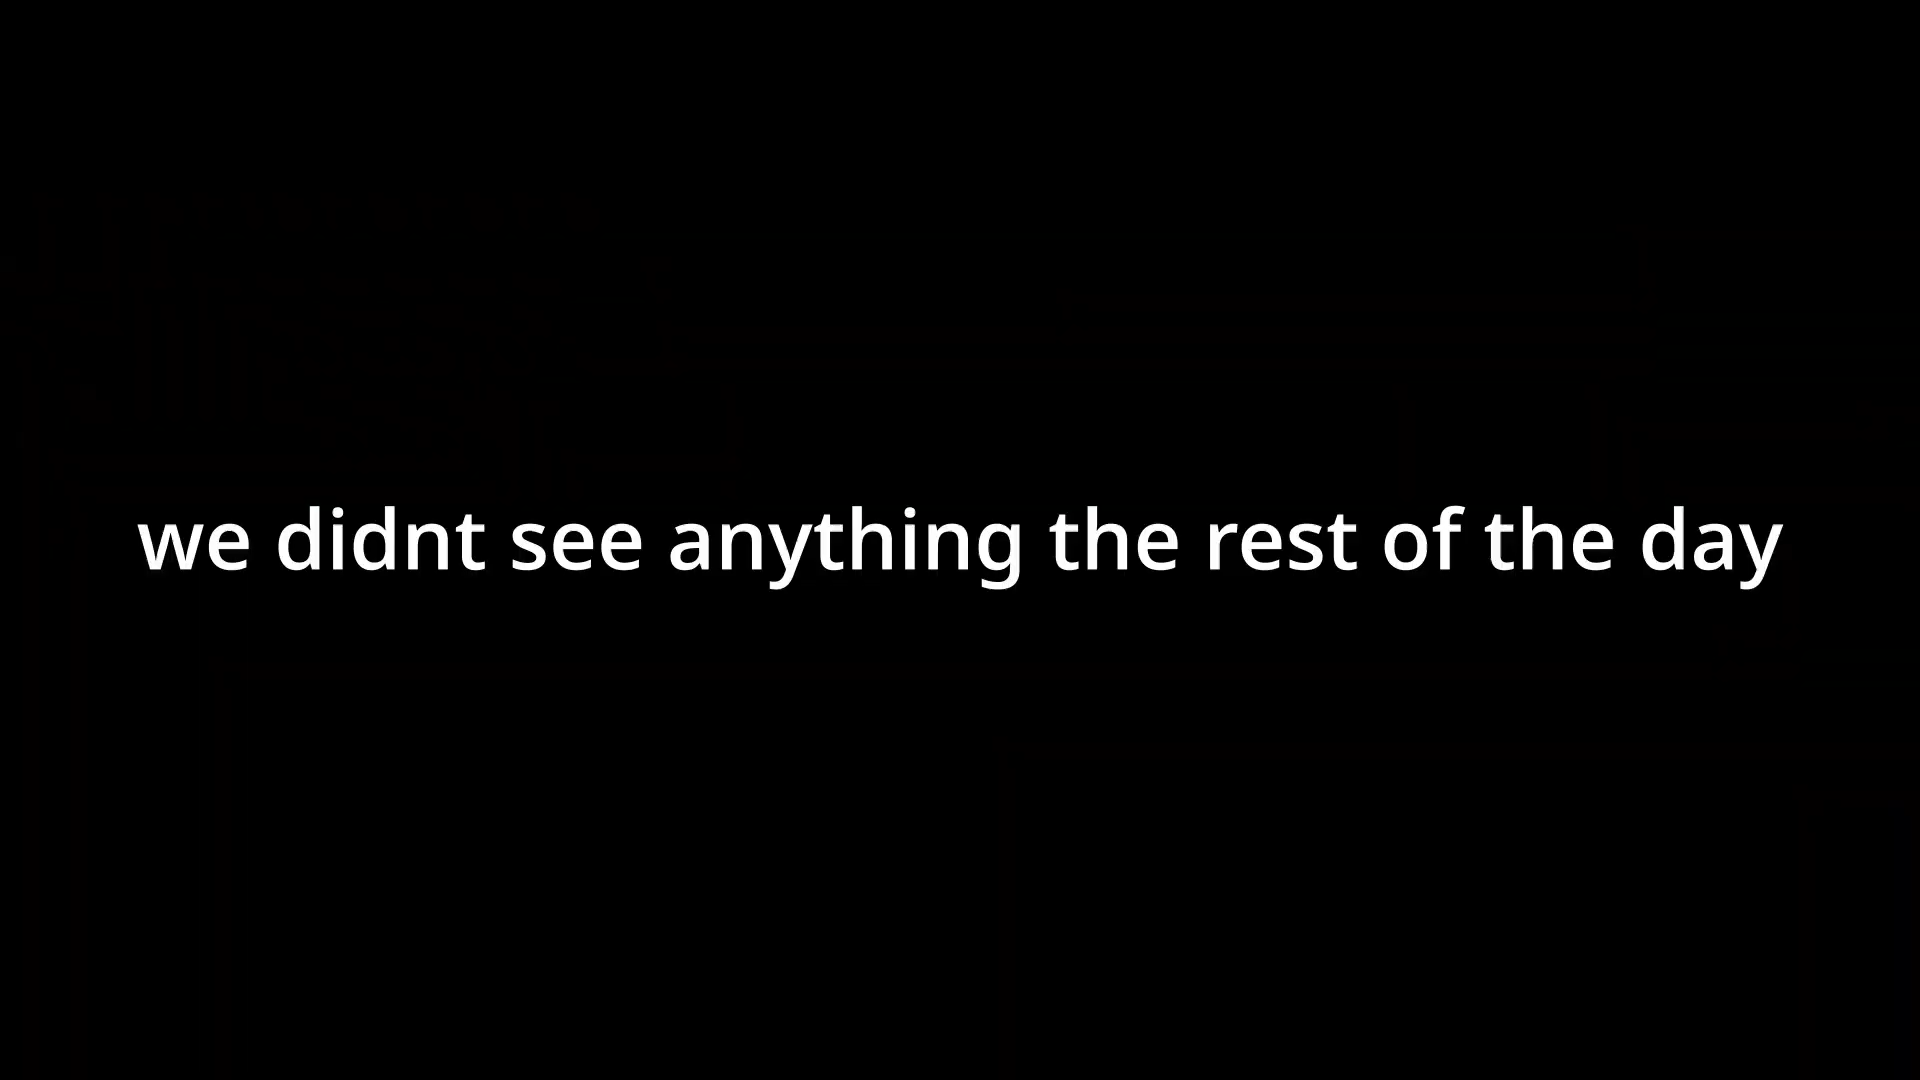 we didnt see anything the rest of the day